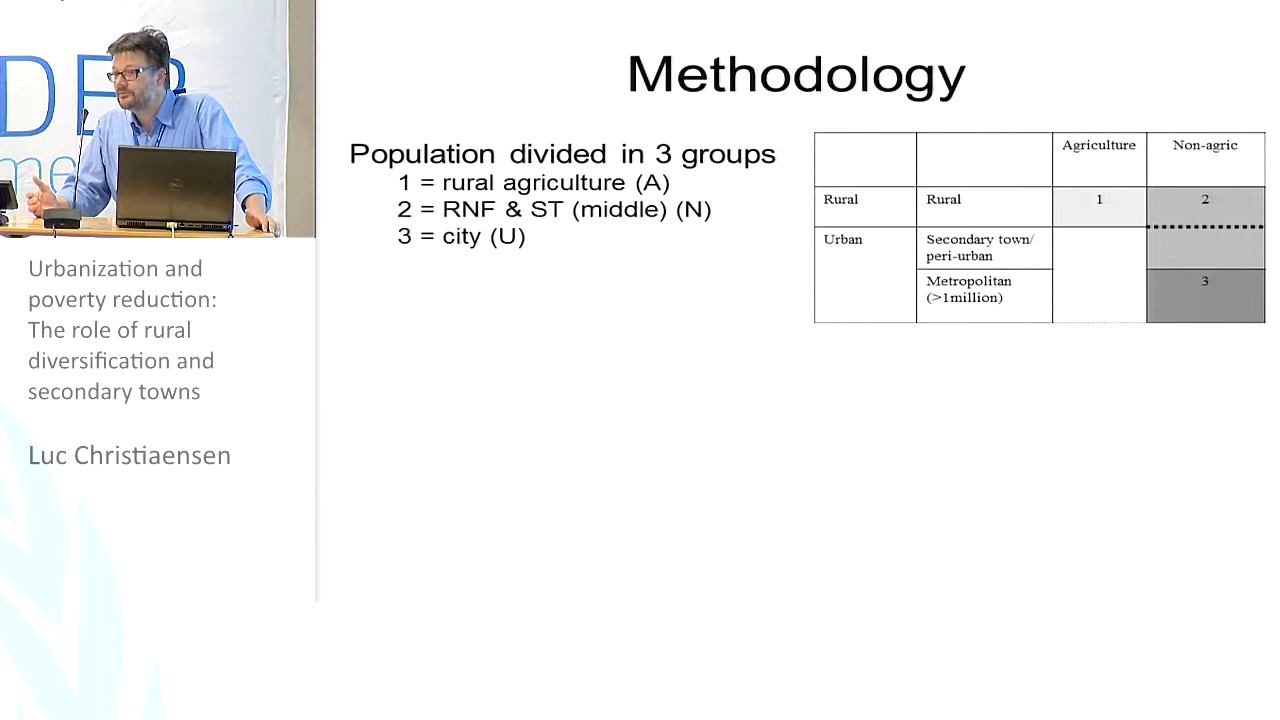 DER
me
Methodology
Population divided in 3 groups
1 = rural agriculture (A)
2 = RNF & ST (middle) (N)
3 = city (U)
Agriculture Non-agric
Rural Rural 1 2
Urban Secondary town/
peri-urban
Metropolitan 3
(>1million)
Urbanization and
poverty reduction:
The role of rural
diversification and
secondary towns
Luc Christiaensen